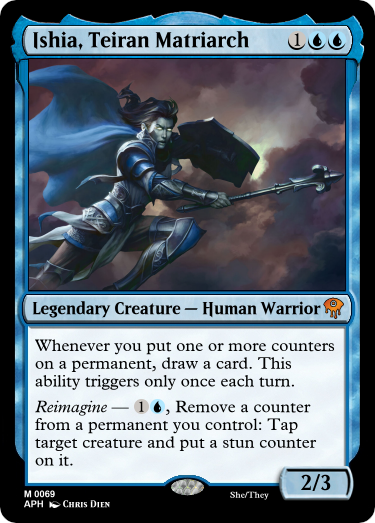 Ishia, Teiran Matriarch 1
Legendary Creature — Human Warrior
Whenever you put one or more counters
on a permanent, draw a card. This
ability triggers only once each turn.
Reimagine — 1, Remove a counter
from a permanent you control: Tap
target creature and put a stun counter
on it.
2/3
M 0069
She/They
APH Chris Dien